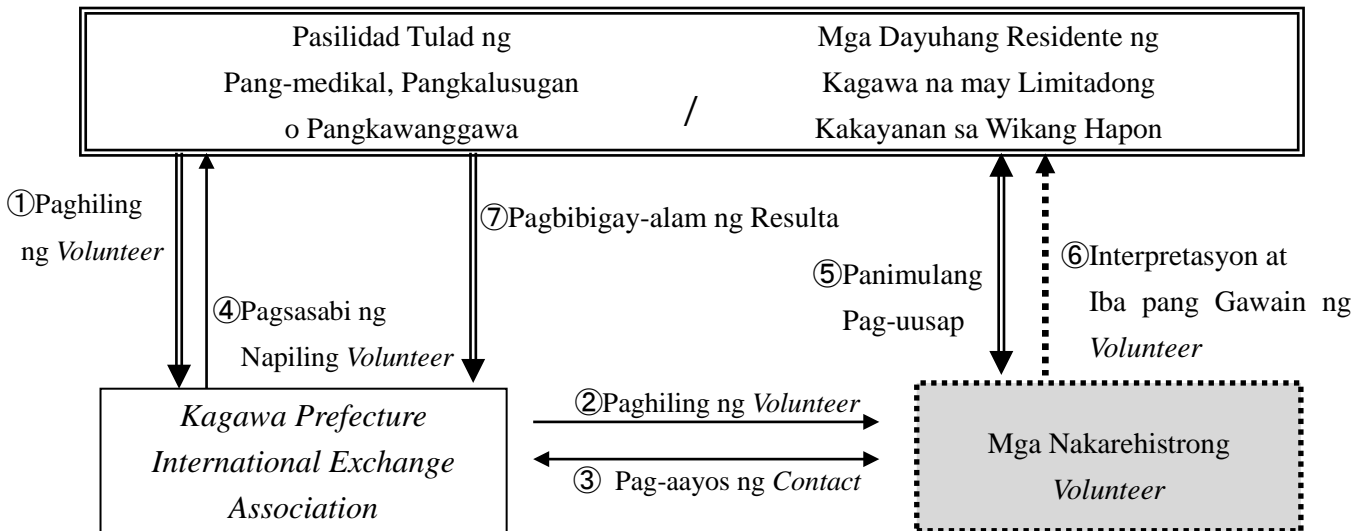 Pasilidad Tulad ng
Pang-medikal, Pangkalusugan
o Pangkawanggawa
/
Mga Dayuhang Residente ng
Kagawa na may Limitadong
Kakayanan sa Wikang Hapon
①Paghiling
ng Volunteer
④Pagsasabi ng
Napiling Volunteer
⑦Pagbibigay-alam ng Resulta
⑤Panimulang
Pag-uusap
⑥Interpretasyon at
Iba pang Gawain ng
Volunteer
Kagawa Prefecture
International Exchange
Association
②Paghiling ng Volunteer
③ Pag-aayos ng Contact
Mga Nakarehistrong
Volunteer